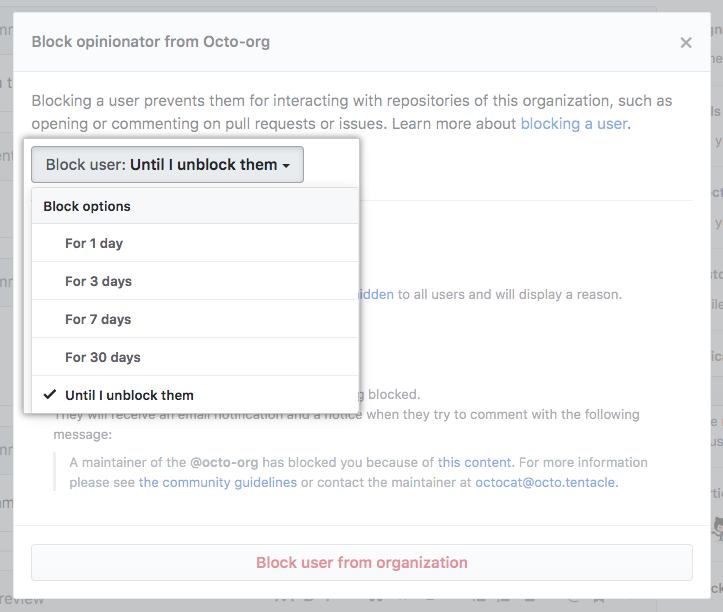 Block opinionator from Octo-org
Blocking a user prevents them for interacting with repositories of this organization, such as
opening or commenting on pull requests or issues. Learn more about blocking a user.
Block user: Until I unblock them
Block options
For 1 day
For 3 days
For 7 days
hidden to all users and will display a reason.
For 30 days
Until I unblock them
blocked.
They will receive an email notification and a notice when they try to comment with the following
message:
A maintainer of the @octo-org has blocked you because of this content. For more information
please see the community guidelines or contact the maintainer at octocat@octo.tentacle.
Block user from organization